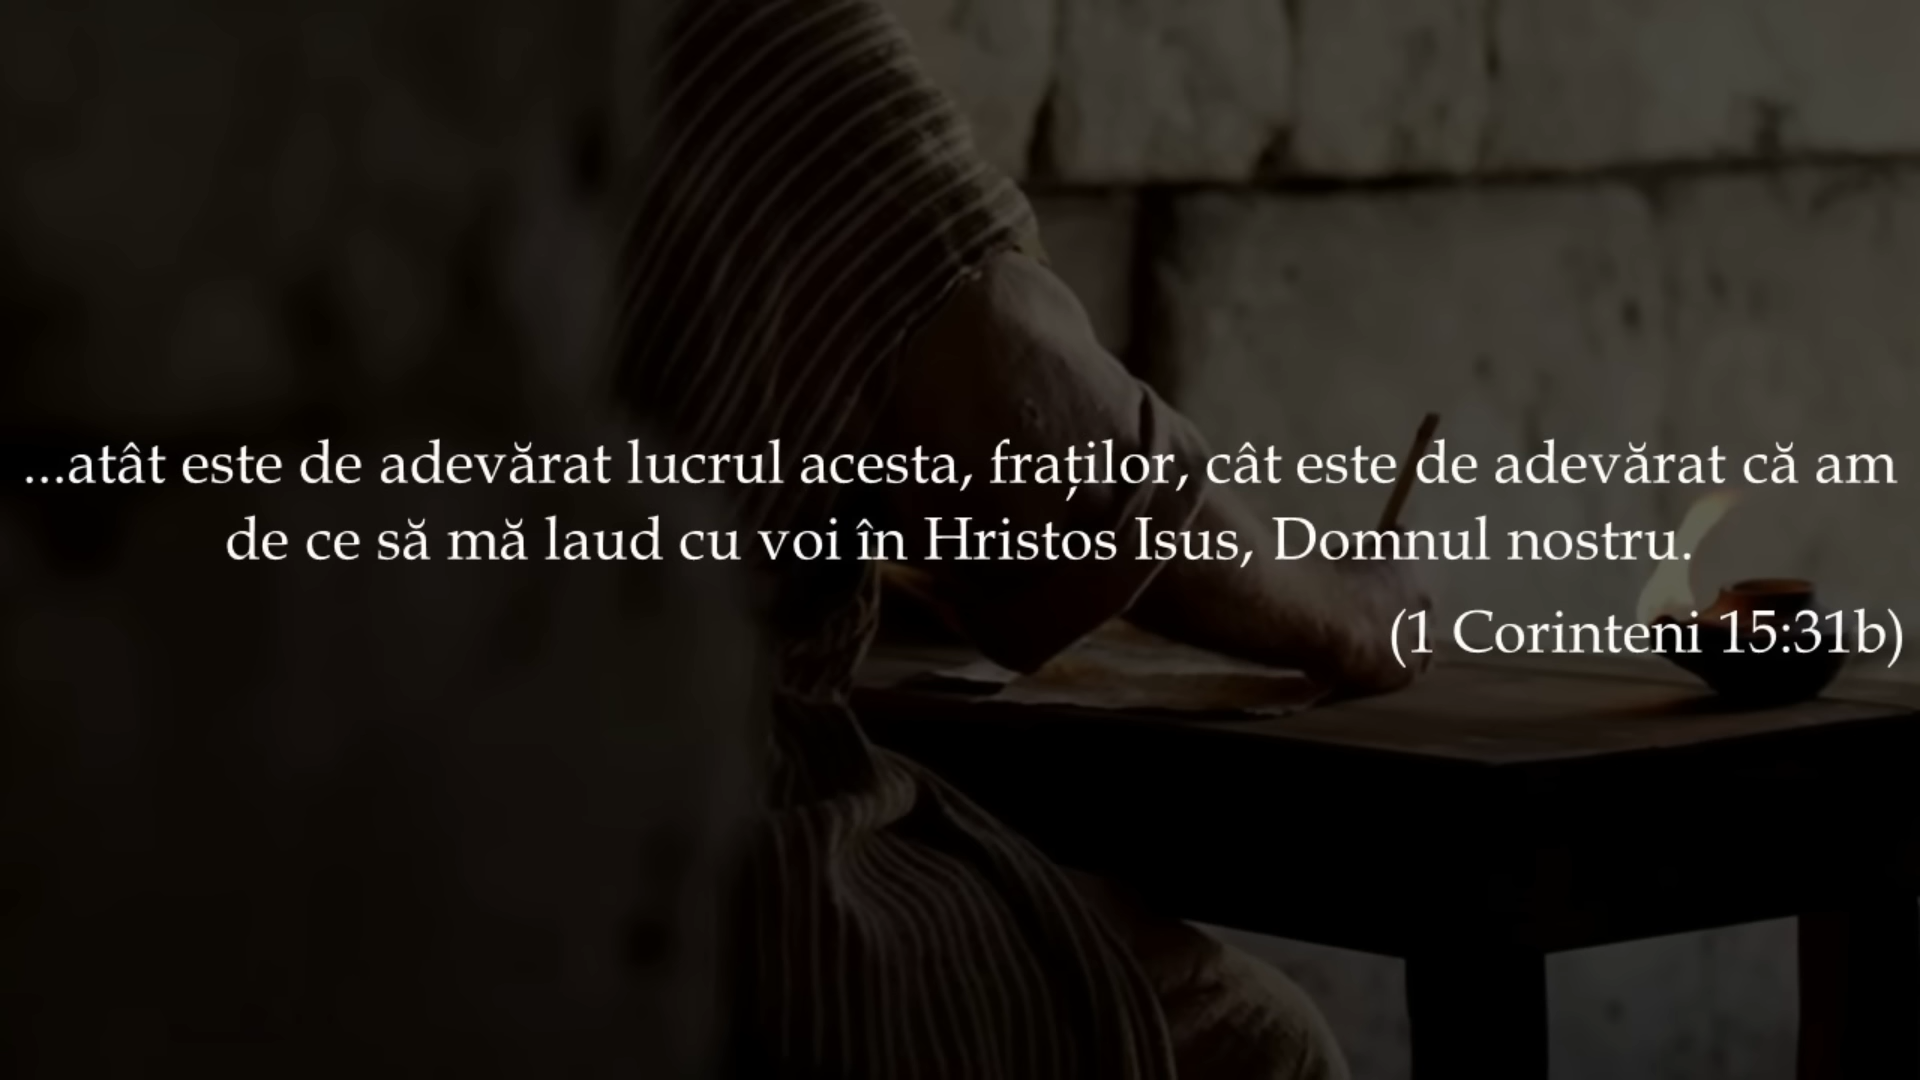 ...atât este de adevărat lucrul acesta, fraților, cât este de adevărat că am
de ce să mă laud cu voi în Hristos Isus, Domnul nostru.
(1 Corinteni 15:31b)